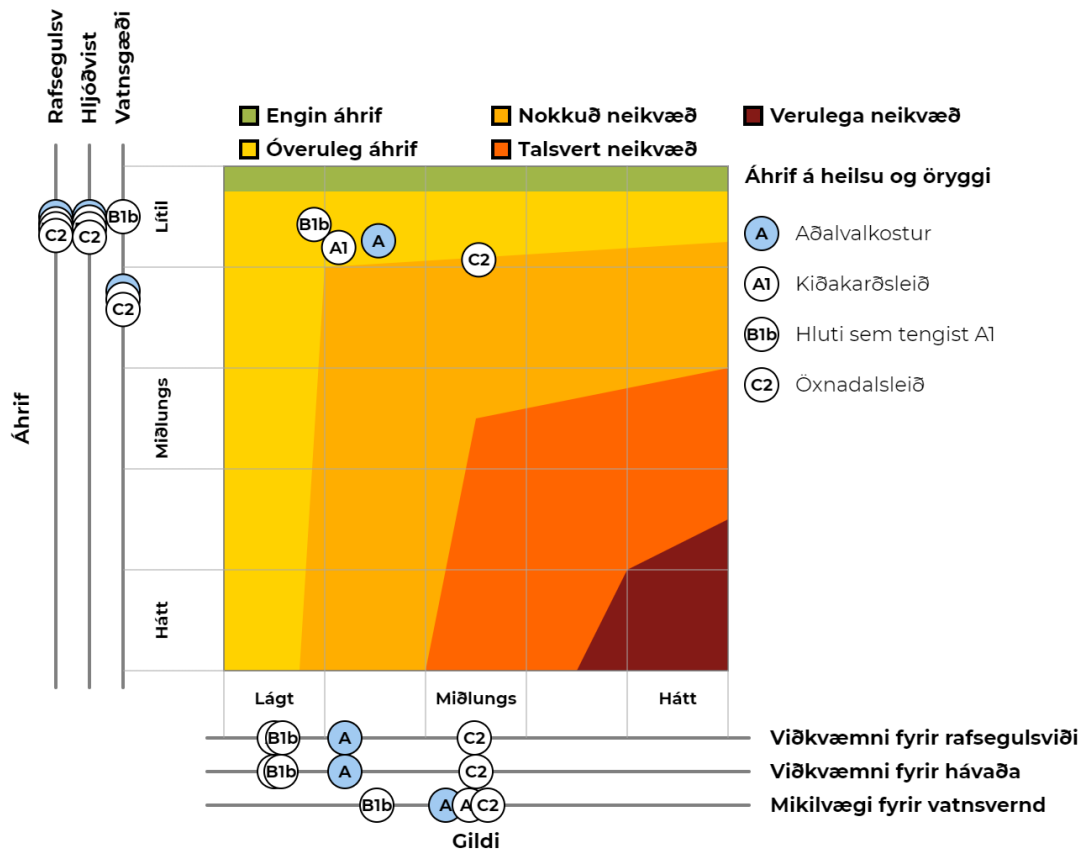 Rafsegulsv
Hljóðvist
Vatnsgæði
Engin áhrif
Nokkuð neikvæð
Verulega neikvæð
Óveruleg áhrif
Talsvert neikvæð
Áhrif á heilsu og öryggi
A Aðalvalkostur
A1 Kiðakarðsleið
B1b Hluti sem tengist A1
C2 Öxnadalsleið
Áhrif
Lítil
Miðlungs
Hátt
C2
C2
B1b
C2
B1b
A1
A
C2
Lágt
Miðlungs
Hátt
B1b A C2 Viðkvæmni fyrir rafsegulsviði
B1b A C2 Viðkvæmni fyrir hávaða
B1b A A C2 Mikilvægi fyrir vatnsvernd
Gildi